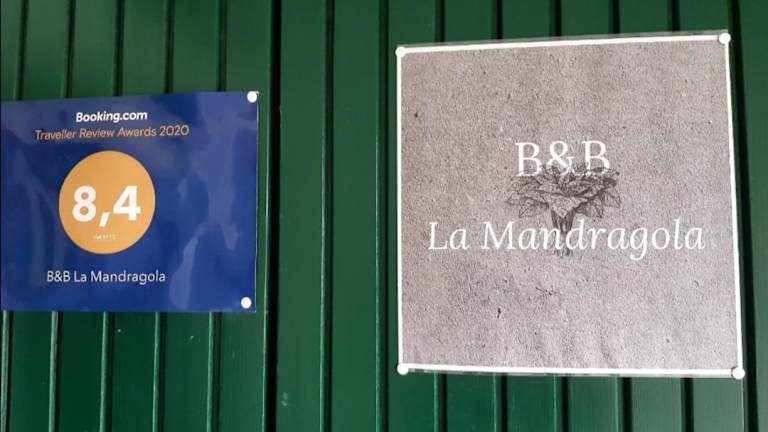 Booking.com
Traveller Review Awards 2020
8,4
B&B La Mandragola
B&B
La Mandragola